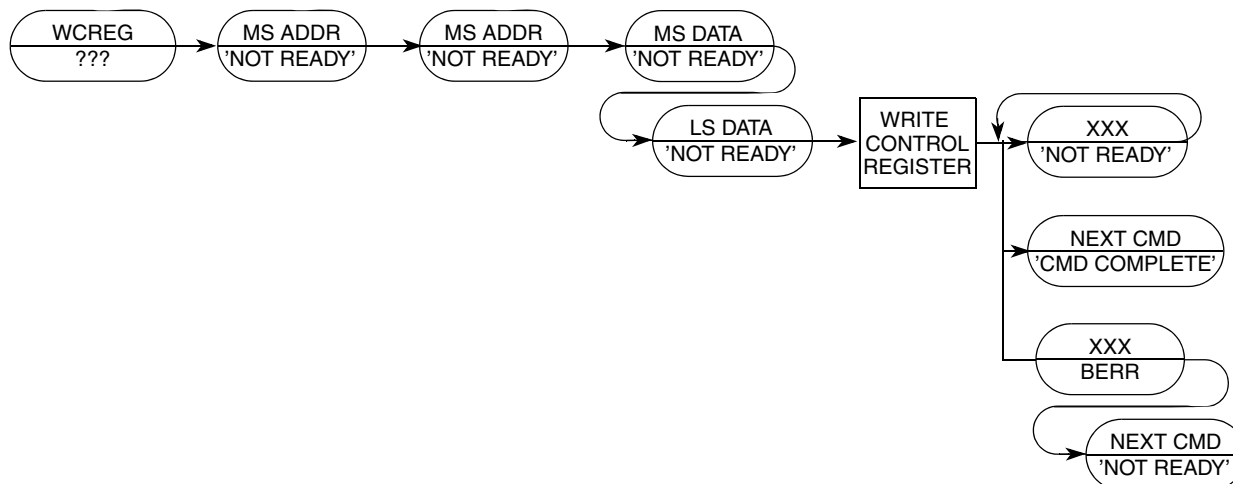 WCREG
???
MS ADDR
'NOT READY'
MS ADDR
'NOT READY'
MS DATA
'NOT READY'
LS DATA
'NOT READY'
WRITE
CONTROL
REGISTER
XXX
'NOT READY'
NEXT CMD
'CMD COMPLETE'
XXX
BERR
NEXT CMD
'NOT READY'